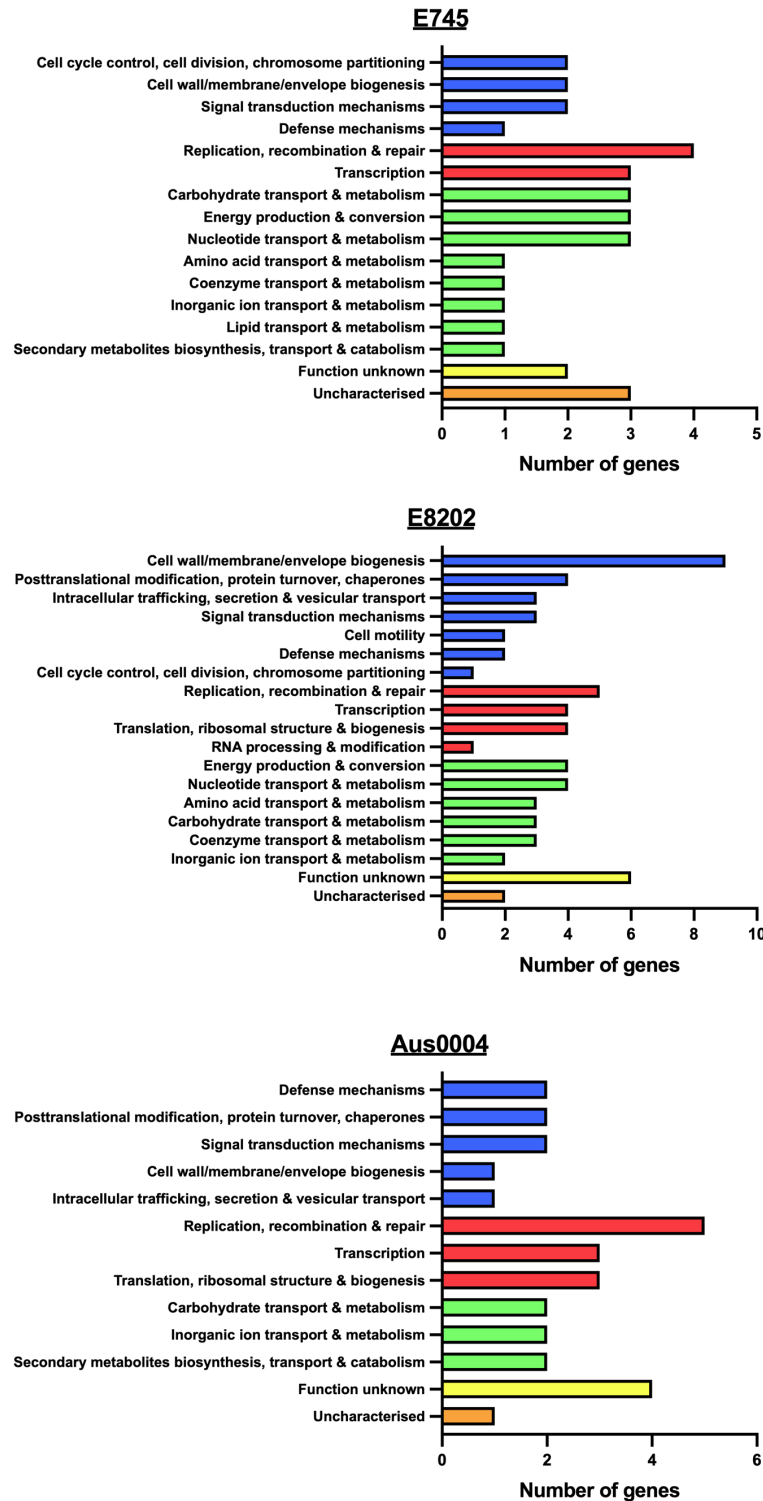 E745
Cell cycle control, cell division, chromosome partitioning
Cell wall/membrane/envelope biogenesis
Signal transduction mechanisms
Defense mechanisms
Replication, recombination & repair
Transcription
Carbohydrate transport & metabolism
Energy production & conversion
Nucleotide transport & metabolism
Amino acid transport & metabolism
Coenzyme transport & metabolism
Inorganic ion transport & metabolism
Lipid transport & metabolism
Secondary metabolites biosynthesis, transport & catabolism
Function unknown
Uncharacterised
0 1 2 3 4 5
Number of genes
E8202
Cell wall/membrane/envelope biogenesis
Posttranslational modification, protein turnover, chaperones
Intracellular trafficking, secretion & vesicular transport
Signal transduction mechanisms
Cell motility
Defense mechanisms
Cell cycle control, cell division, chromosome partitioning
Replication, recombination & repair
Transcription
Translation, ribosomal structure & biogenesis
RNA processing & modification
Energy production & conversion
Nucleotide transport & metabolism
Amino acid transport & metabolism
Carbohydrate transport & metabolism
Coenzyme transport & metabolism
Inorganic ion transport & metabolism
Function unknown
Uncharacterised
0 2 4 6 8 10
Number of genes
Aus0004
Defense mechanisms
Posttranslational modification, protein turnover, chaperones
Signal transduction mechanisms
Cell wall/membrane/envelope biogenesis
Intracellular trafficking, secretion & vesicular transport
Replication, recombination & repair
Transcription
Translation, ribosomal structure & biogenesis
Carbohydrate transport & metabolism
Inorganic ion transport & metabolism
Secondary metabolites biosynthesis, transport & catabolism
Function unknown
Uncharacterised
0 2 4 6
Number of genes